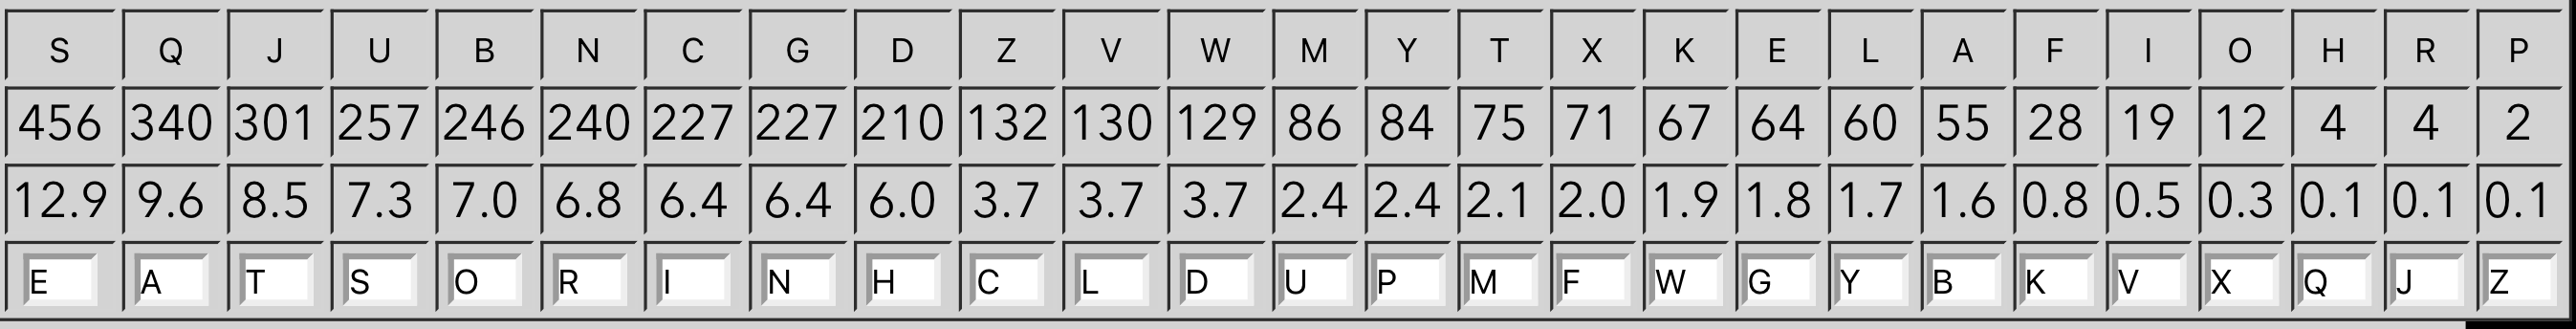 S Q J U B N C G D Z V W M Y T X K E L A F I O H R P
456 340 301 257 246 240 227 227 210 132 130 129 86 84 75 71 67 64 60 55 28 19 12 4 4 2
12.9 9.6 8.5 7.3 7.0 6.8 6.4 6.4 6.0 3.7 3.7 3.7 2.4 2.4 2.1 2.0 1.9 1.8 1.7 1.6 0.8 0.5 0.3 0.1 0.1 0.1
E A T S O R I N H C L D U P M F W G Y B K V X Q J Z